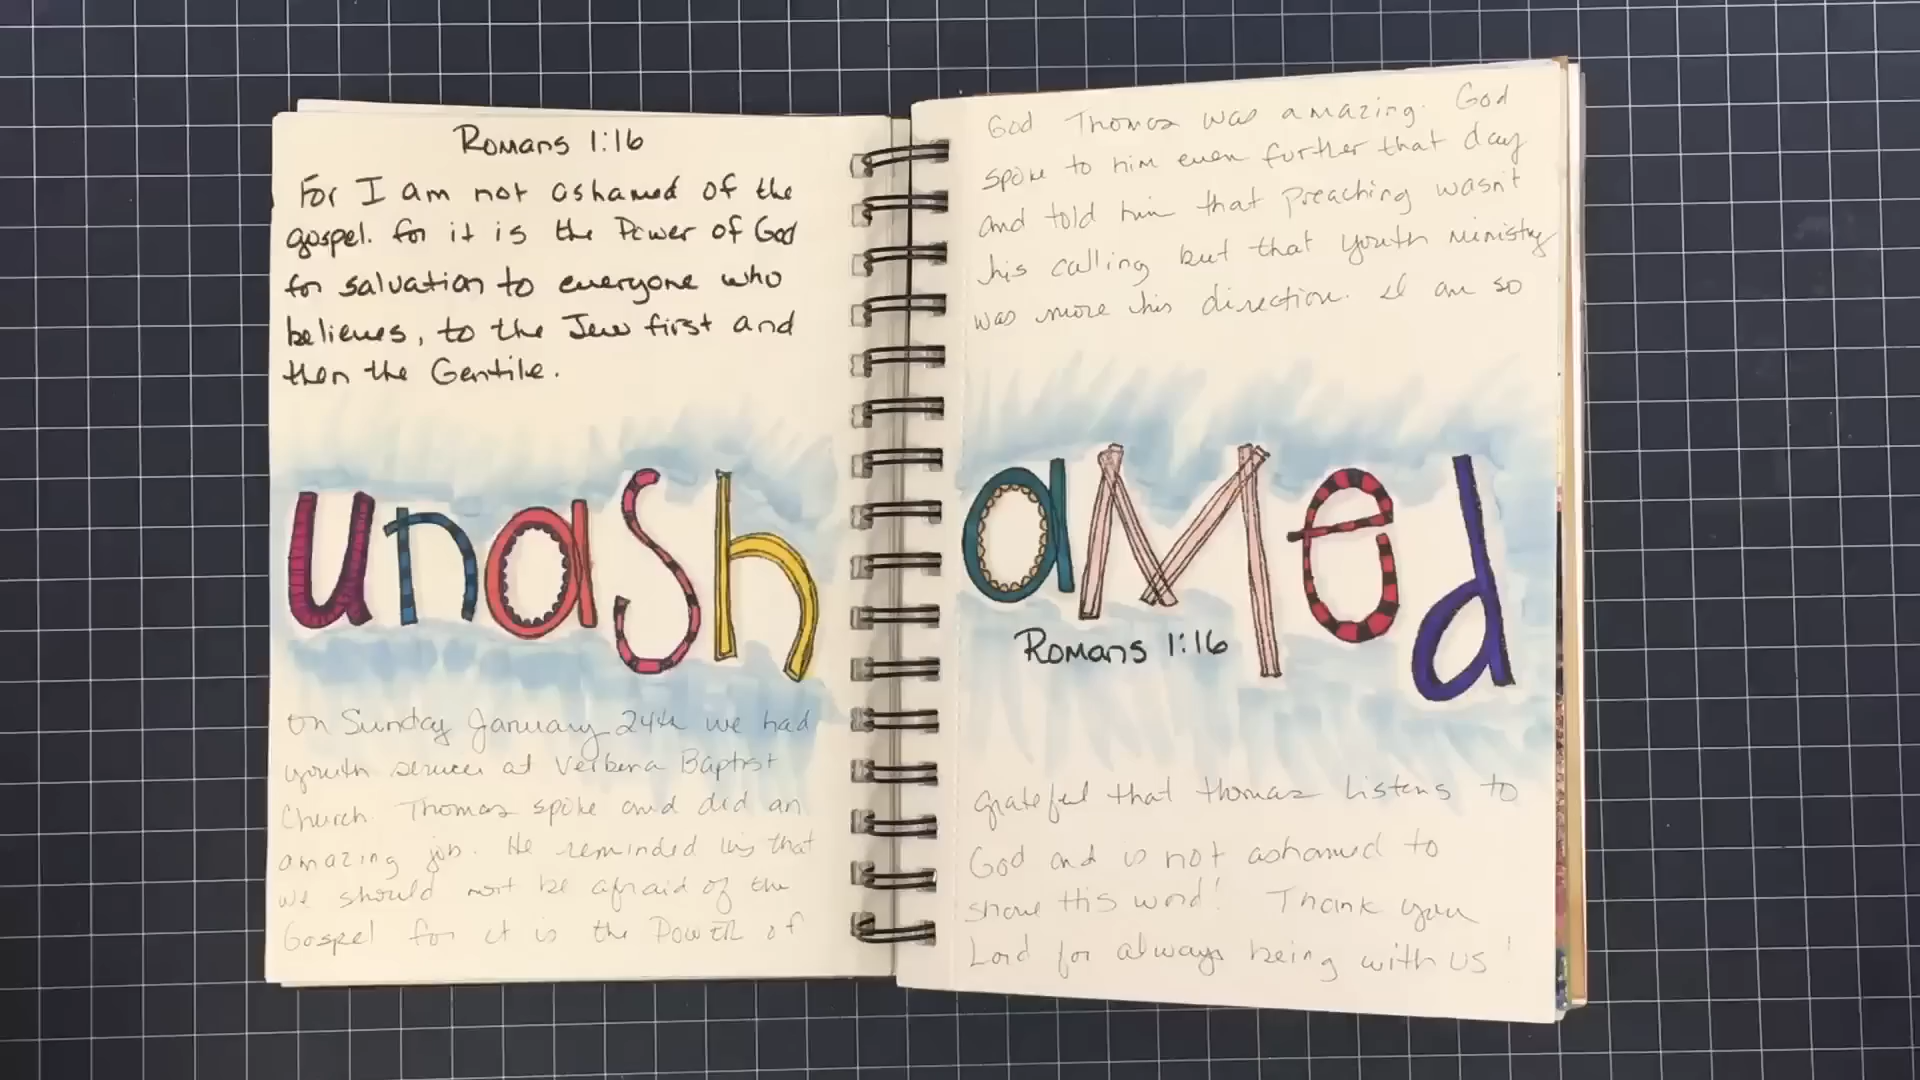 Romans 1:16
For I am not ashamed of the
gospel. for it is the Power of God
for salvation to everyone who
believes, to the Jew first and
then the Gentile.
unash
on Sunday January 24th we had
youth service at Verbena Baptist
Church. Thomas spoke and did an
amazing job. He reminded us that
we should not be afraid of the
Gospel for it is the Power of
God Thomas was amazing. God
spoke to him even further that day
and told him that preaching wasn't
his calling but that youth ministry
was more his direction. I am so
aMed
Romans 1:16
grateful that thomas listens to
God and is not ashamed to
share this word! Thank you
Lord for always being with us!